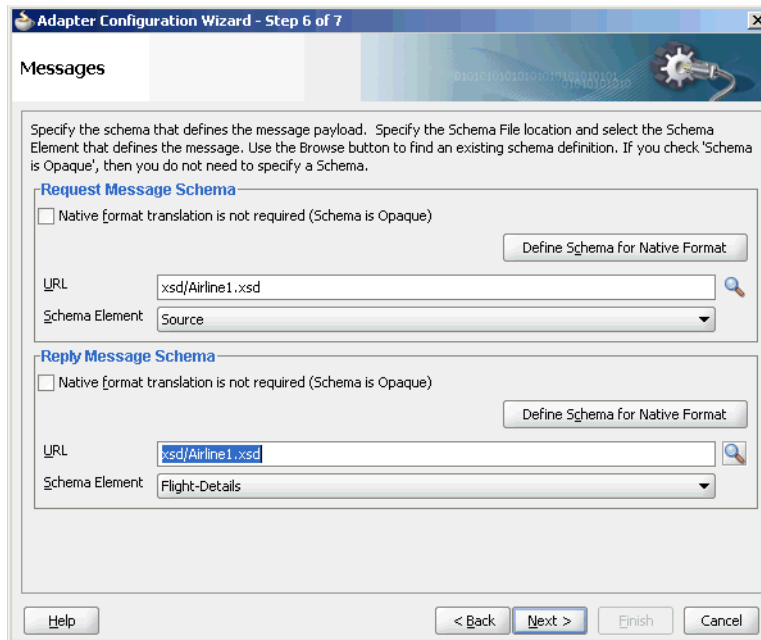 Adapter Configuration Wizard - Step 6 of 7
Messages
01010101010101010101010101
01010101010
Specify the schema that defines the message payload.  Specify the Schema File location and select the Schema
Element that defines the message. Use the Browse button to find an existing schema definition. If you check 'Schema
is Opaque', then you do not need to specify a Schema.
Request Message Schema
Native format translation is not required (Schema is Opaque)
Define Schema for Native Format
URL
xsd/Airline1.xsd
Schema Element
Source
Reply Message Schema
Native format translation is not required (Schema is Opaque)
Define Schema for Native Format
URL
xsd/Airline1.xsd
Schema Element
Flight-Details
Help
< Back
Next >
Finish
Cancel